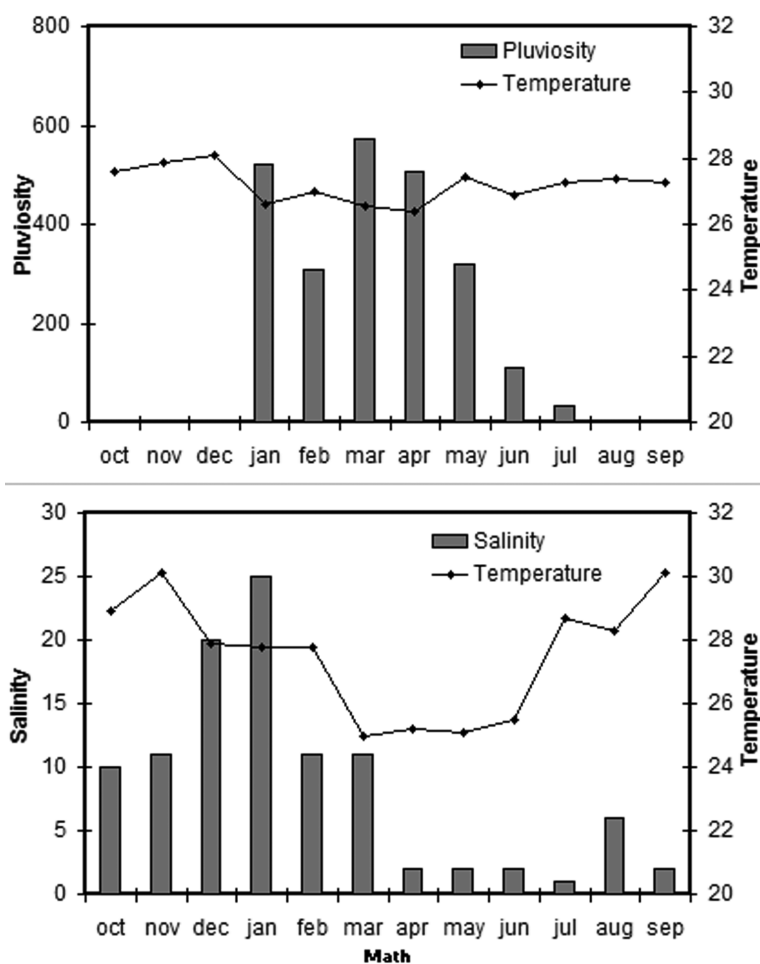 800
600
400
200
0
Pluviosity
32
30
28
26
24
22
20
Temperature
Pluviosity
Temperature
oct nov dec jan feb mar apr may jun jul aug sep
30
25
20
15
10
5
0
Salinity
32
30
28
26
24
22
20
Temperature
Salinity
Temperature
oct nov dec jan feb mar apr may jun jul aug sep
Math